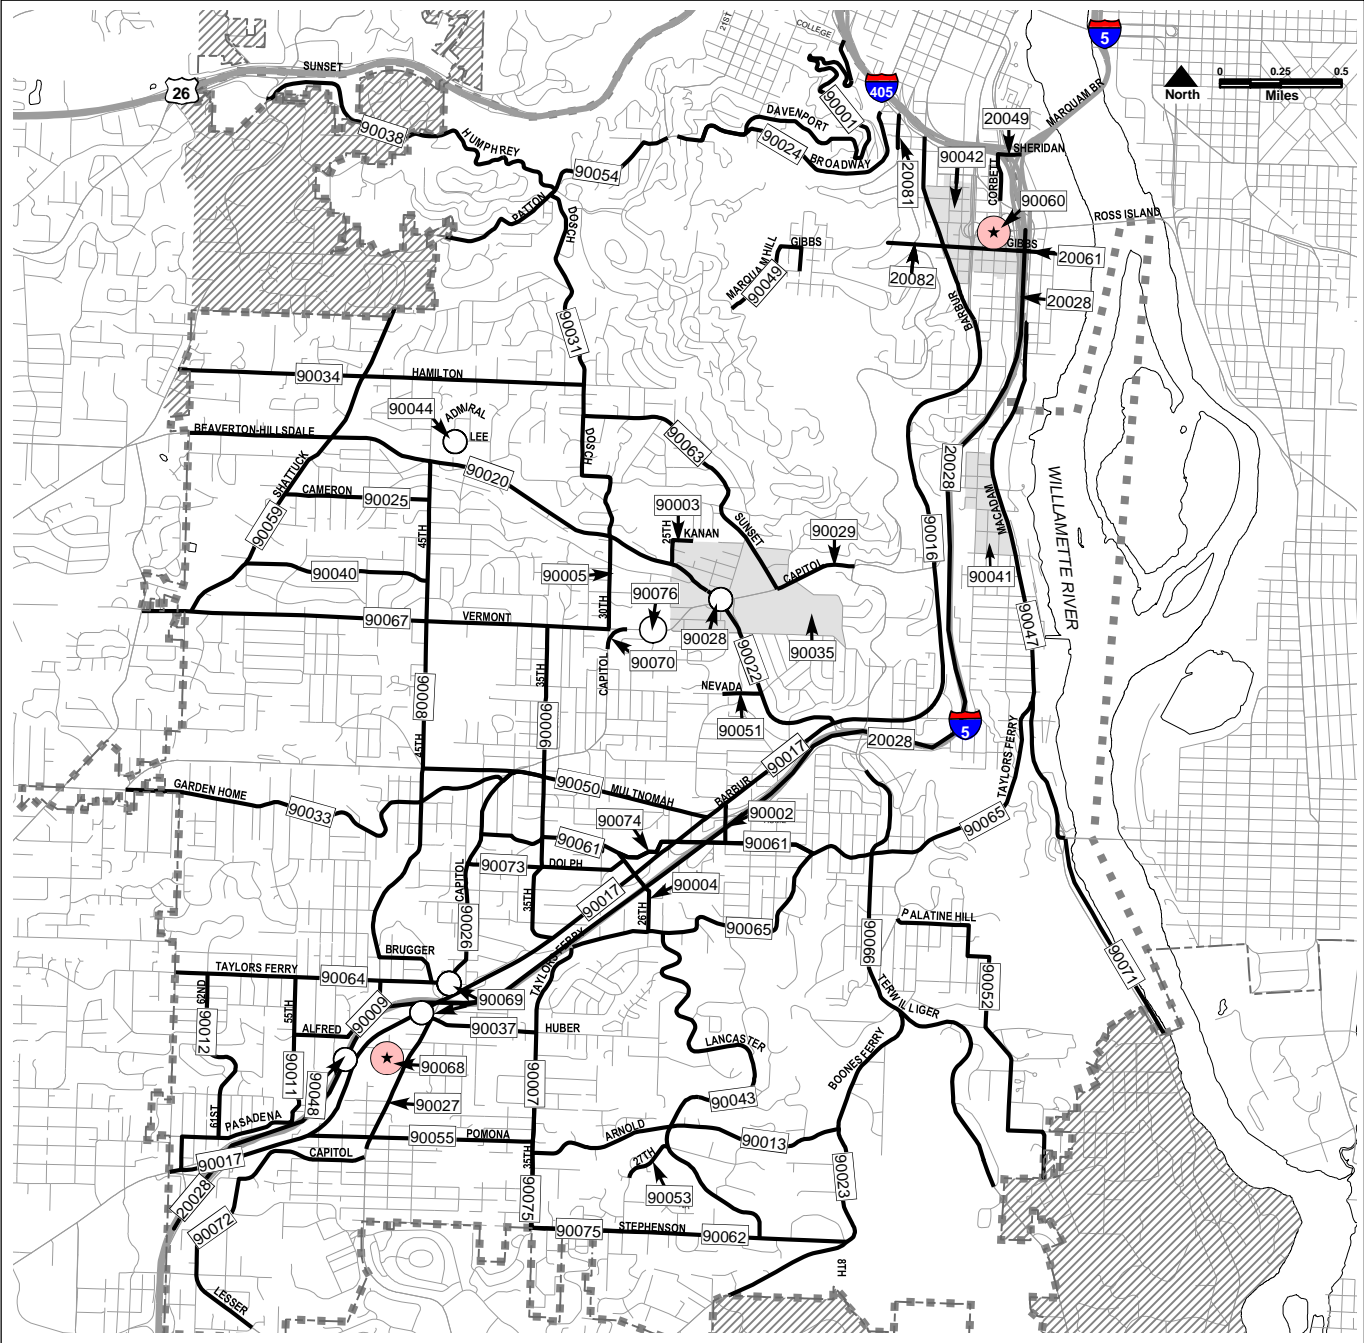 21ST
COLLEGE
5
SUNSET
26
405
North
0 0.25 0.5
Miles
90001
MARQUAM BR
DAVENPORT
20049
90038
HUMPHREY
90024
BROADWAY
SHERIDAN
90042
90054
20081
CORBETT
90060
PATTON
DOSCH
ROSS ISLAND
GIBBS
GIBBS
MARQUAM HILL
90049
20061
20082
20028
BARBUR
90031
90034
HAMILTON
90044
ADMIRAL
LEE
BEAVERTON-HILLSDALE
DOSCH
90063
90020
20028
SHATTUCK
CAMERON
90025
WILLAMETTE RIVER
MACADAM
90003
SUNSET
90059
45TH
25TH
KANAN
90029
90016
90040
90005
CAPITOL
90041
90076
30TH
90067
VERMONT
90028
90035
90047
90022
90070
35TH
CAPITOL
90008
NEVADA
90051
90006
5
20028
45TH
90017
TAYLORS FERRY
GARDEN HOME
90050
MULTNOMAH
BARBUR
90033
90074
90002
90065
90061
90061
90073
DOLPH
CAPITOL
90004
35TH
90017
26TH
90026
90065
PALATINE HILL
90066
BRUGGER
TAYLORS FERRY
TAYLORS FERRY
90064
90071
62ND
90069
90052
TERWILLIGER
55TH
90009
90012
ALFRED
90037
HUBER
LANCASTER
BOONES FERRY
90068
90011
90048
90007
90027
90043
61ST
PASADENA
ARNOLD
90055
POMONA
90013
CAPITOL
35TH
27TH
90017
90023
20028
90053
90075
90072
90075
STEPHENSON
90062
8TH
LESSER